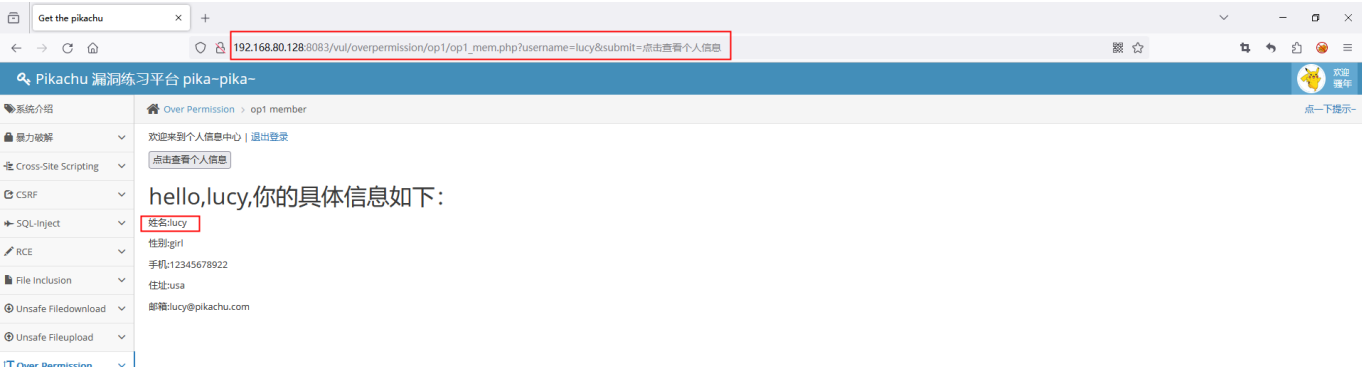 Get the pikachu
192.168.80.128:8083/vul/overpermission/op1/op1_mem.php?username=lucy&submit=点击查看个人信息
Pikachu 漏洞练习平台 pika~pika~
欢迎
骚年
系统介绍
Over Permission > op1 member
点一下提示~
暴力破解
欢迎来到个人信息中心 | 退出登录
点击查看个人信息
Cross-Site Scripting
CSRF
hello,lucy,你的具体信息如下:
SQL-Inject
姓名:lucy
性别:girl
RCE
手机:12345678922
File Inclusion
住址:usa
Unsafe Filedownload
邮箱:lucy@pikachu.com
Unsafe Fileupload
Over Permission